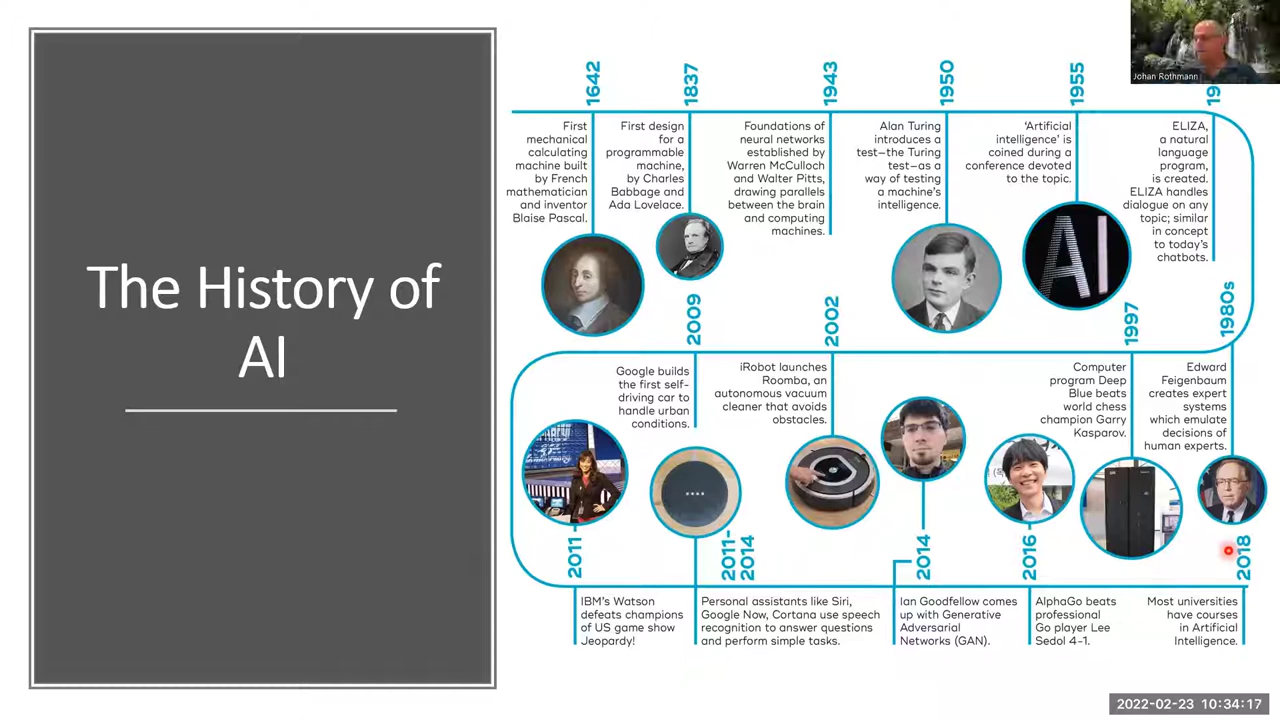 The History of
AI
Johan Rothmann
1642
First
mechanical
calculating
machine built
by French
mathematician
and inventor
Blaise Pascal.
1837
First design
for a
programmable
machine,
by Charles
Babbage and
Ada Lovelace.
1943
Foundations of
neural networks
established by
Warren McCulloch
and Walter Pitts,
drawing parallels
between the brain
and computing
machines.
1950
Alan Turing
introduces a
test—the Turing
test—as a
way of testing
a machine's
intelligence.
1955
'Artificial
intelligence' is
coined during a
conference devoted
to the topic.
AI
ELIZA,
a natural
language
program,
is created.
ELIZA handles
dialogue on any
topic; similar
in concept
to today's
chatbots.
1980s
Edward
Feigenbaum
creates expert
systems
which emulate
decisions of
human experts.
1997
Computer
program Deep
Blue beats
world chess
champion Garry
Kasparov.
2002
iRobot launches
Roomba, an
autonomous vacuum
cleaner that avoids
obstacles.
2009
Google builds
the first self-
driving car to
handle urban
conditions.
2011
IBM's Watson
defeats champions
of US game show
Jeopardy!
2011-
2014
Personal assistants like Siri,
Google Now, Cortana use speech
recognition to answer questions
and perform simple tasks.
2014
Ian Goodfellow comes
up with Generative
Adversarial
Networks (GAN).
2016
AlphaGo beats
professional
Go player Lee
Sedol 4-1.
2018
Most universities
have courses
in Artificial
Intelligence.
2022-02-23 10:34:17